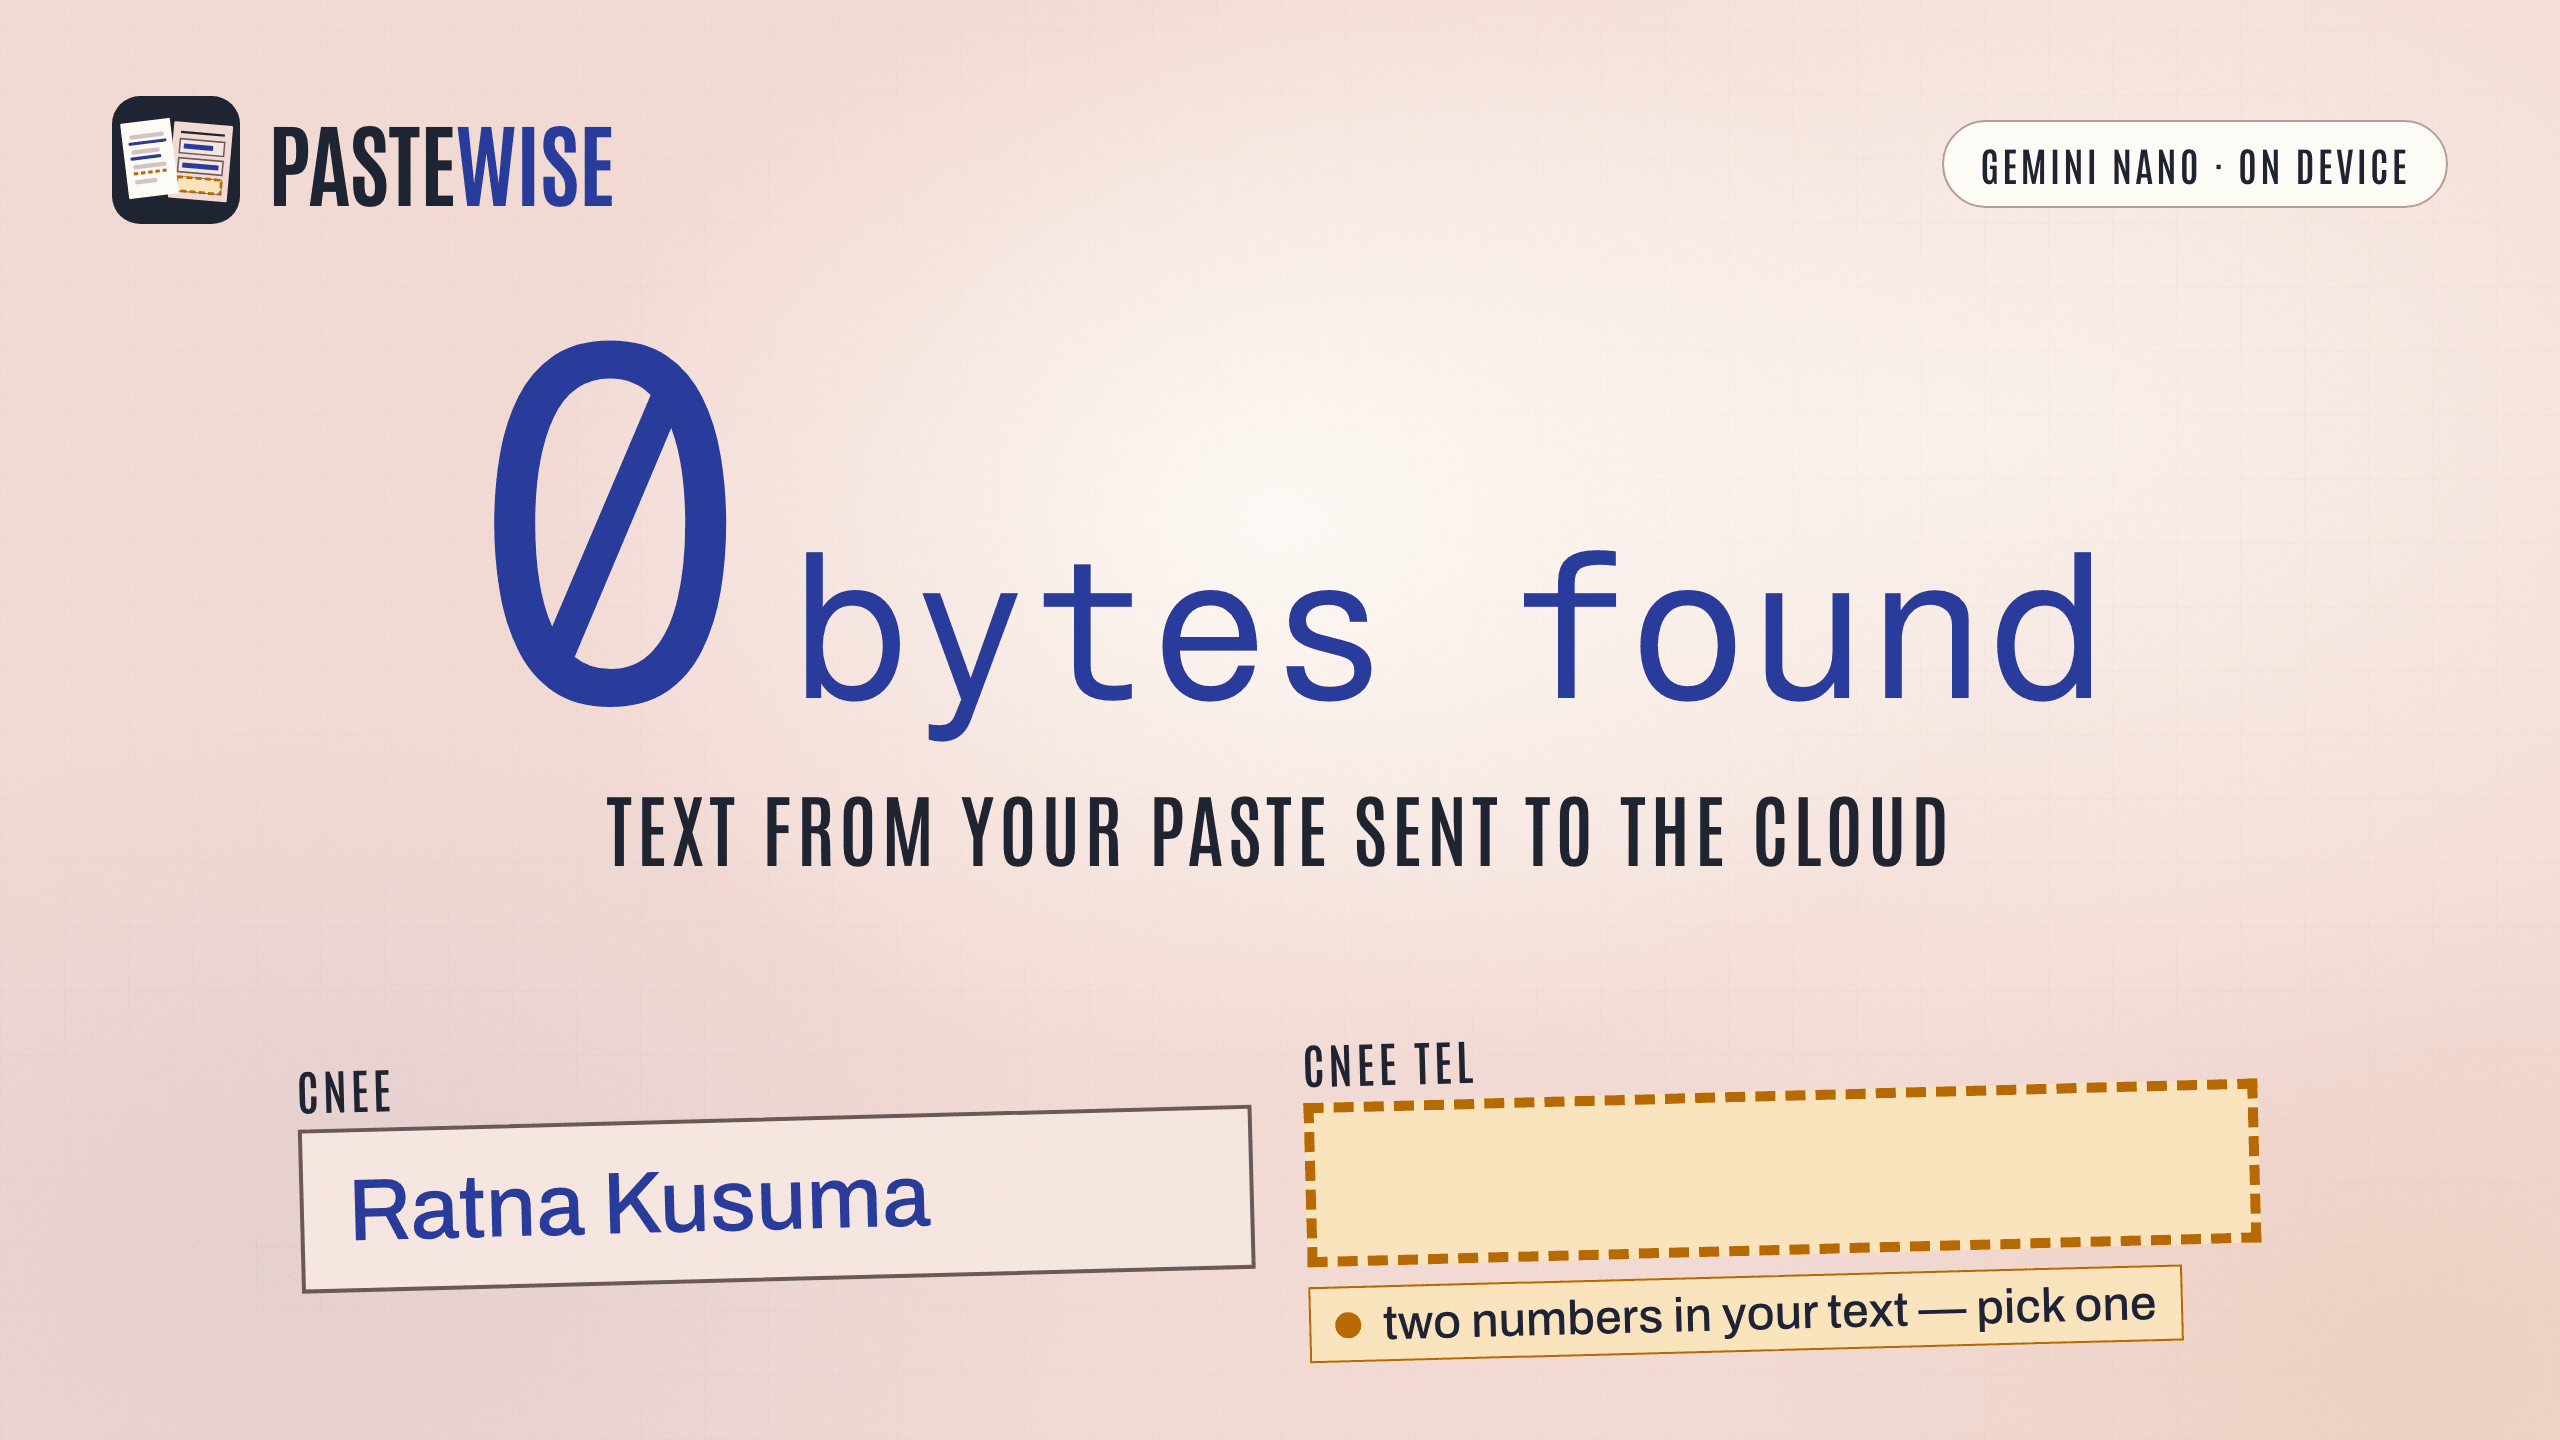 PASTEWISE
GEMINI NANO · ON DEVICE
0 bytes found
TEXT FROM YOUR PASTE SENT TO THE CLOUD
CNEE
Ratna Kusuma
CNEE TEL
two numbers in your text — pick one